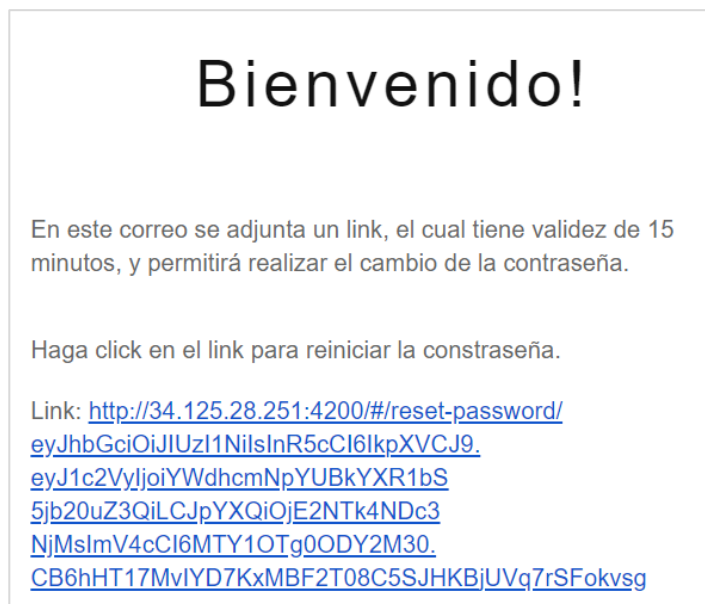 Bienvenido!
En este correo se adjunta un link, el cual tiene validez de 15
minutos, y permitirá realizar el cambio de la contraseña.
Haga click en el link para reiniciar la constraseña.
Link: http://34.125.28.251:4200/#/reset-password/
eyJhbGciOiJIUzI1NiIsInR5cCI6IkpXVCJ9.
eyJ1c2VyIjoiYWdhcmNpYUBkYXR1bS
5jb20uZ3QiLCJpYXQiOjE2NTk4NDc3
NjMsImV4cCI6MTY1OTg0ODY2M30.
CB6hHT17MvIYD7KxMBF2T08C5SJHKBjUVq7rSFokvsg